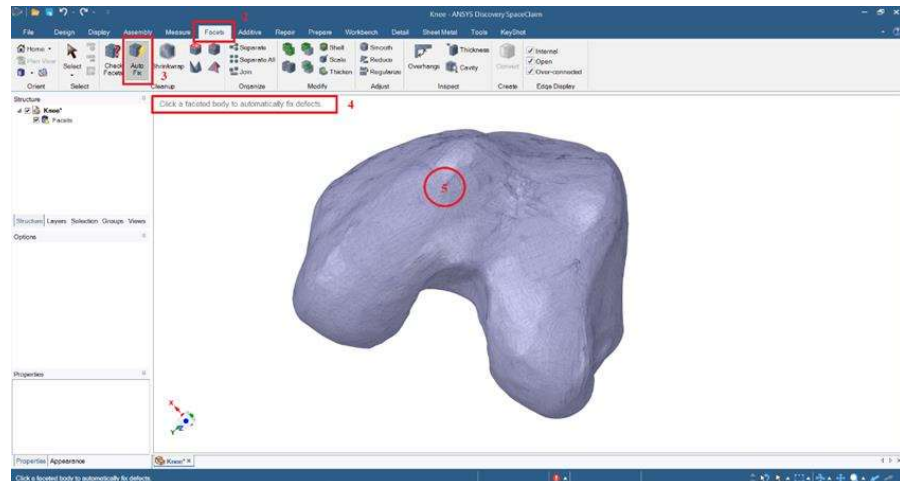 Knee - ANSYS Discovery SpaceClaim
File Design Display Assembly Measure Facets Additive Repair Prepare Workbench Detail Sheet Metal Tools KeyShot
Home
Plan View
Select
Check Facets
Auto Fix
3
Shrinkwrap
Separate
Separate All
Join
Shell
Scale
Thicken
Smooth
Reduce
Regularize
Overhangs
Thickness
Cavity
Convert
Internal
Open
Over-connected
Orient Select Cleanup Organize Modify Adjust Inspect Create Edge Display
Structure
Knee*
Facets
Click a faceted body to automatically fix defects. 4
5
Structure Layers Selection Groups Views
Options
Properties
X
Y
Z
Properties Appearance
Knee*
Click a faceted body to automatically fix defects.